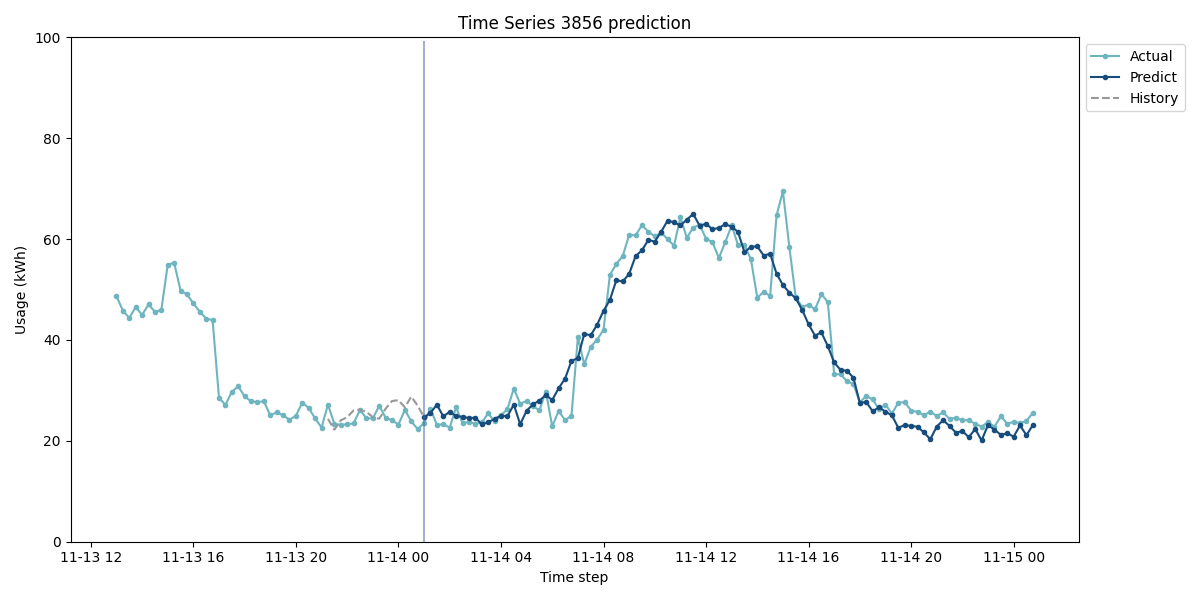 Time Series 3856 prediction
100
80
60
40
20
0
Usage (kWh)
11-13 12
11-13 16
11-13 20
11-14 00
11-14 04
11-14 08
11-14 12
11-14 16
11-14 20
11-15 00
Time step
Actual
Predict
History